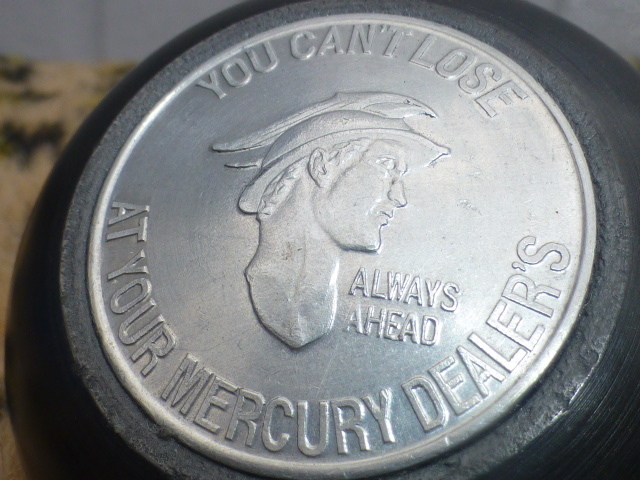 YOU CAN'T LOSE
ALWAYS
AHEAD
AT YOUR MERCURY DEALER'S